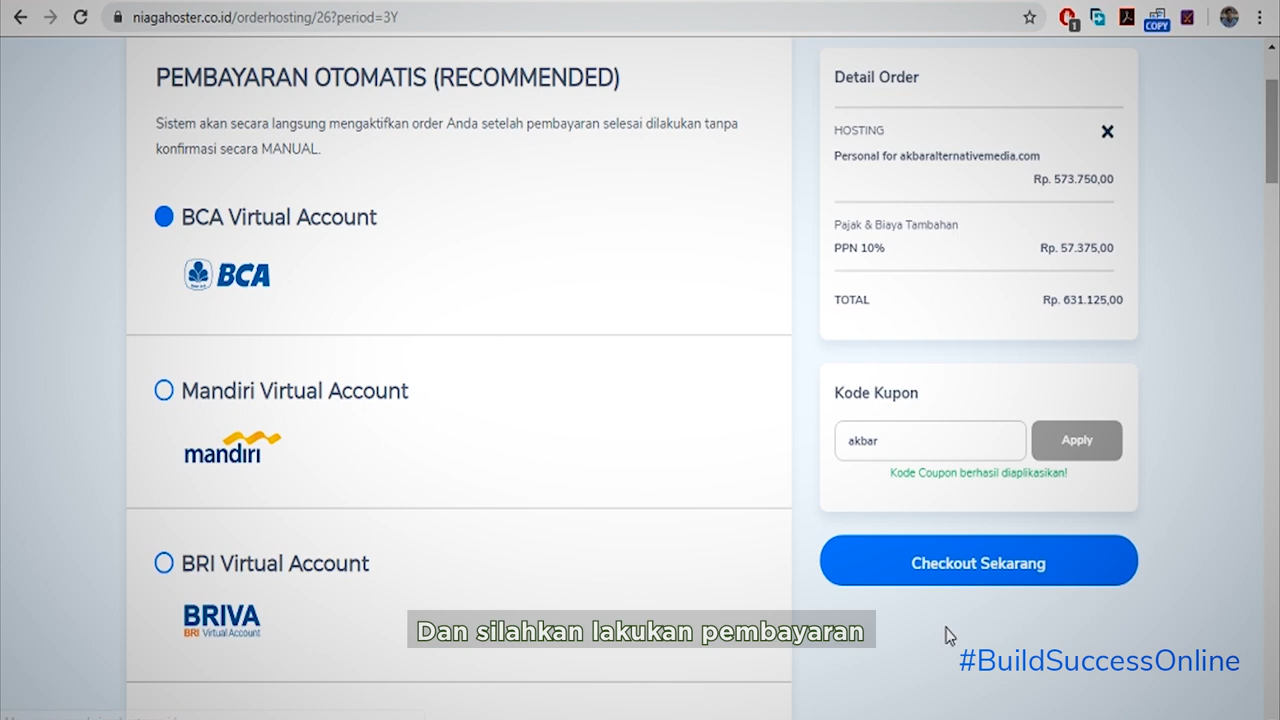 niagahoster.co.id/orderhosting/26?period=3Y
1
COPY
PEMBAYARAN OTOMATIS (RECOMMENDED)
Sistem akan secara langsung mengaktifkan order Anda setelah pembayaran selesai dilakukan tanpa
konfirmasi secara MANUAL.
BCA Virtual Account
BCA
Mandiri Virtual Account
mandiri
BRI Virtual Account
BRIVA
BRI Virtual Account
Detail Order
HOSTING
Personal for akbaralternativemedia.com
Rp. 573.750,00
Pajak & Biaya Tambahan
PPN 10% Rp. 57.375,00
TOTAL Rp. 631.125,00
Kode Kupon
akbar Apply
Kode Coupon berhasil diaplikasikan!
Checkout Sekarang
Dan silahkan lakukan pembayaran
#BuildSuccessOnline